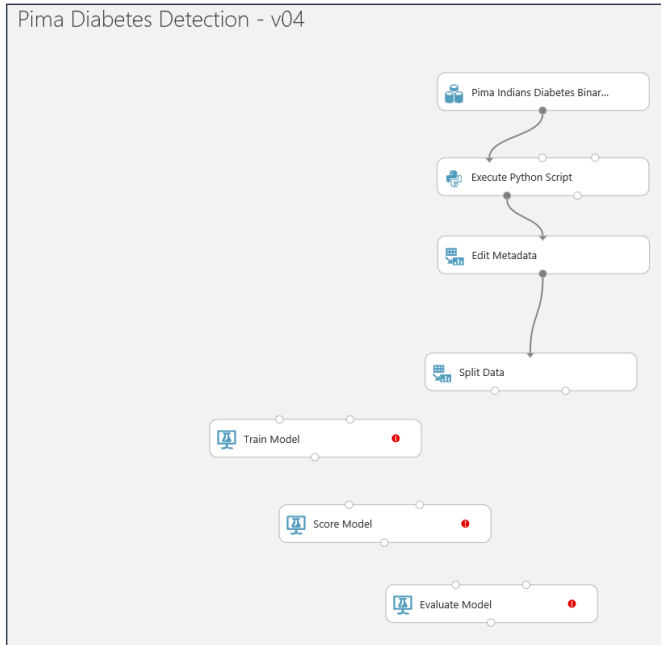 Pima Diabetes Detection - v04
Pima Indians Diabetes Binar...
Execute Python Script
Edit Metadata
Split Data
Train Model
Score Model
Evaluate Model